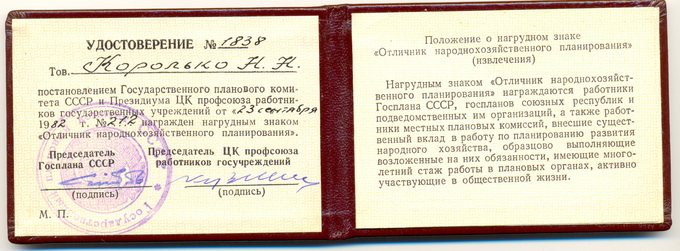 УДОСТОВЕРЕНИЕ № 1838
Тов. Королько Н. Н.
постановлением Государственного планового коми-
тета СССР и Президиума ЦК профсоюза работни-
ков государственных учреждений от «23 сентября
1982 г. № награжден нагрудным знаком
«Отличник народнохозяйственного планирования».
Председатель
Госплана СССР
(подпись)
Председатель ЦК профсоюза
работников госучреждений
(подпись)
М. П.
Положение о нагрудном знаке
«Отличник народнохозяйственного планирования»
(извлечения)
Нагрудным знаком «Отличник народнохозяйст-
венного планирования» награждаются работники
Госплана СССР, госпланов союзных республик и
подведомственных им организаций, а также работ-
ники местных плановых комиссий, внесшие сущест-
венный вклад в работу по планированию развития
народного хозяйства, образцово выполняющие
возложенные на них обязанности, имеющие много-
летний стаж работы в плановых органах, активно
участвующие в общественной жизни.